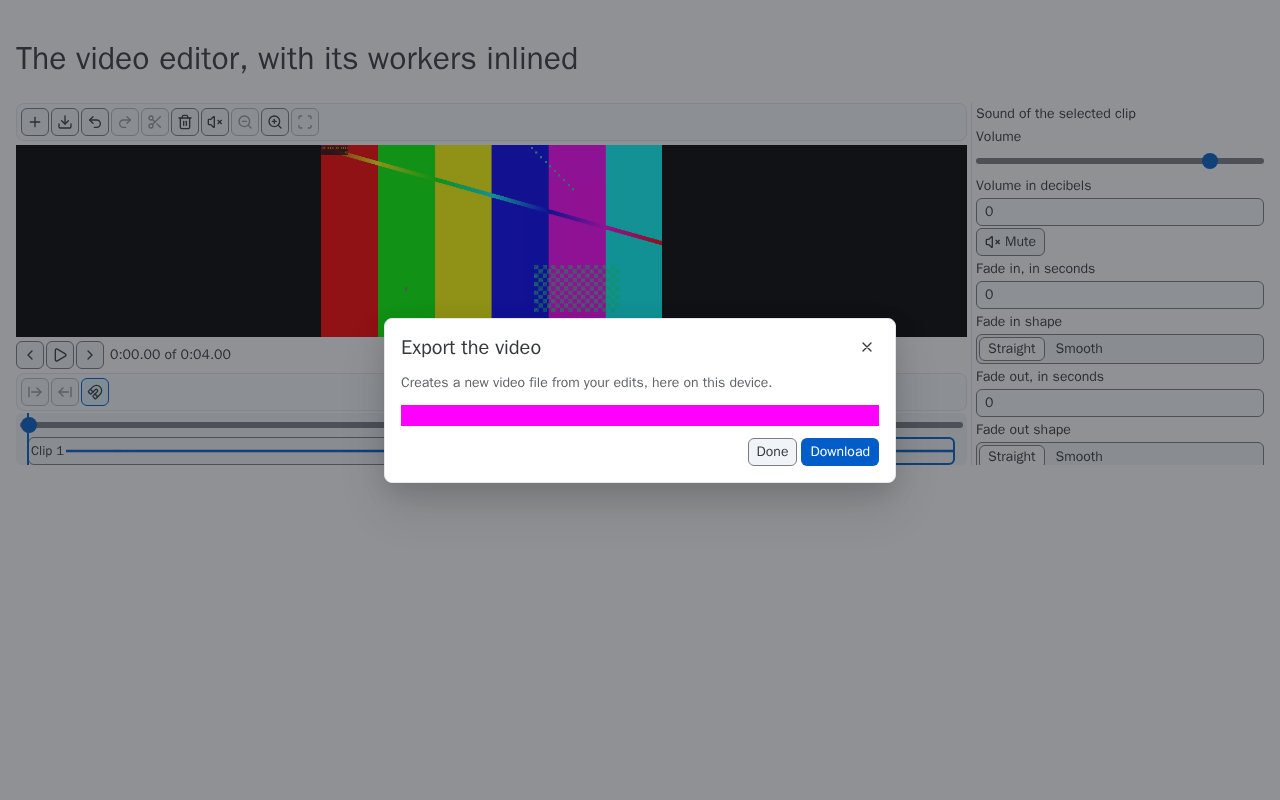 The video editor, with its workers inlined
Sound of the selected clip
Volume
Volume in decibels
0
Mute
Fade in, in seconds
0
Fade in shape
Straight Smooth
Fade out, in seconds
0
Fade out shape
Straight Smooth
0:00.00 of 0:04.00
Clip 1
Export the video
Creates a new video file from your edits, here on this device.
Done Download